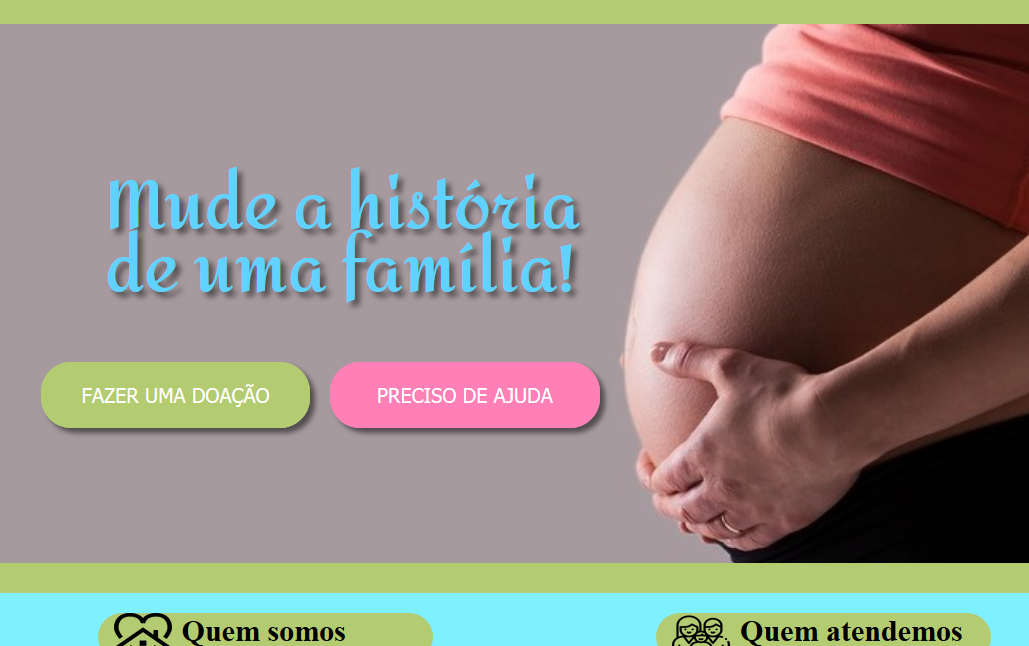 Mude a história
de uma família!
FAZER UMA DOAÇÃO
PRECISO DE AJUDA
Quem somos
Quem atendemos